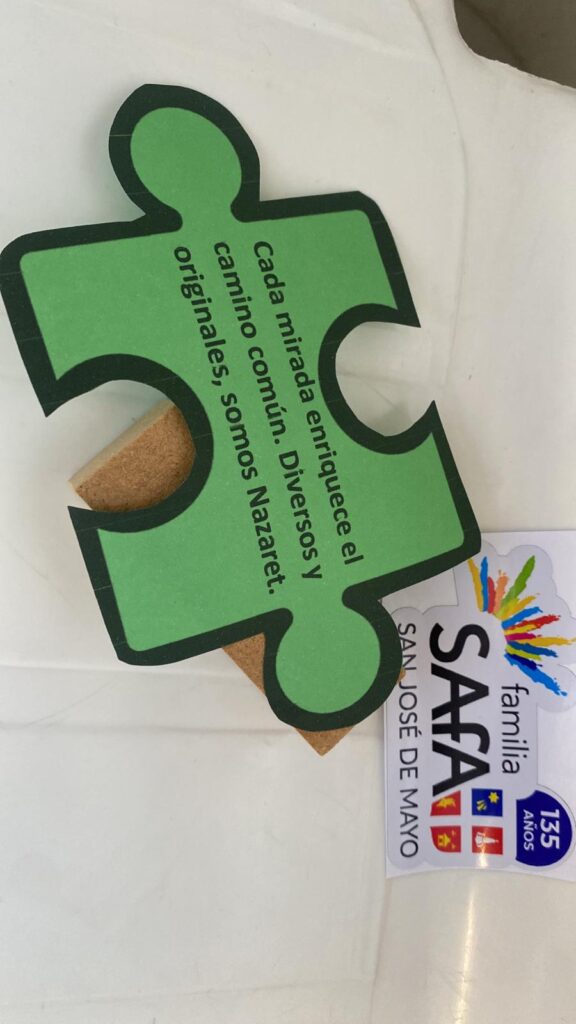 Cada mirada enriquece el
camino común. Diversos y
originales, somos Nazaret.
familia
SAfA
SAN JOSÉ DE MAYO
135
AÑOS